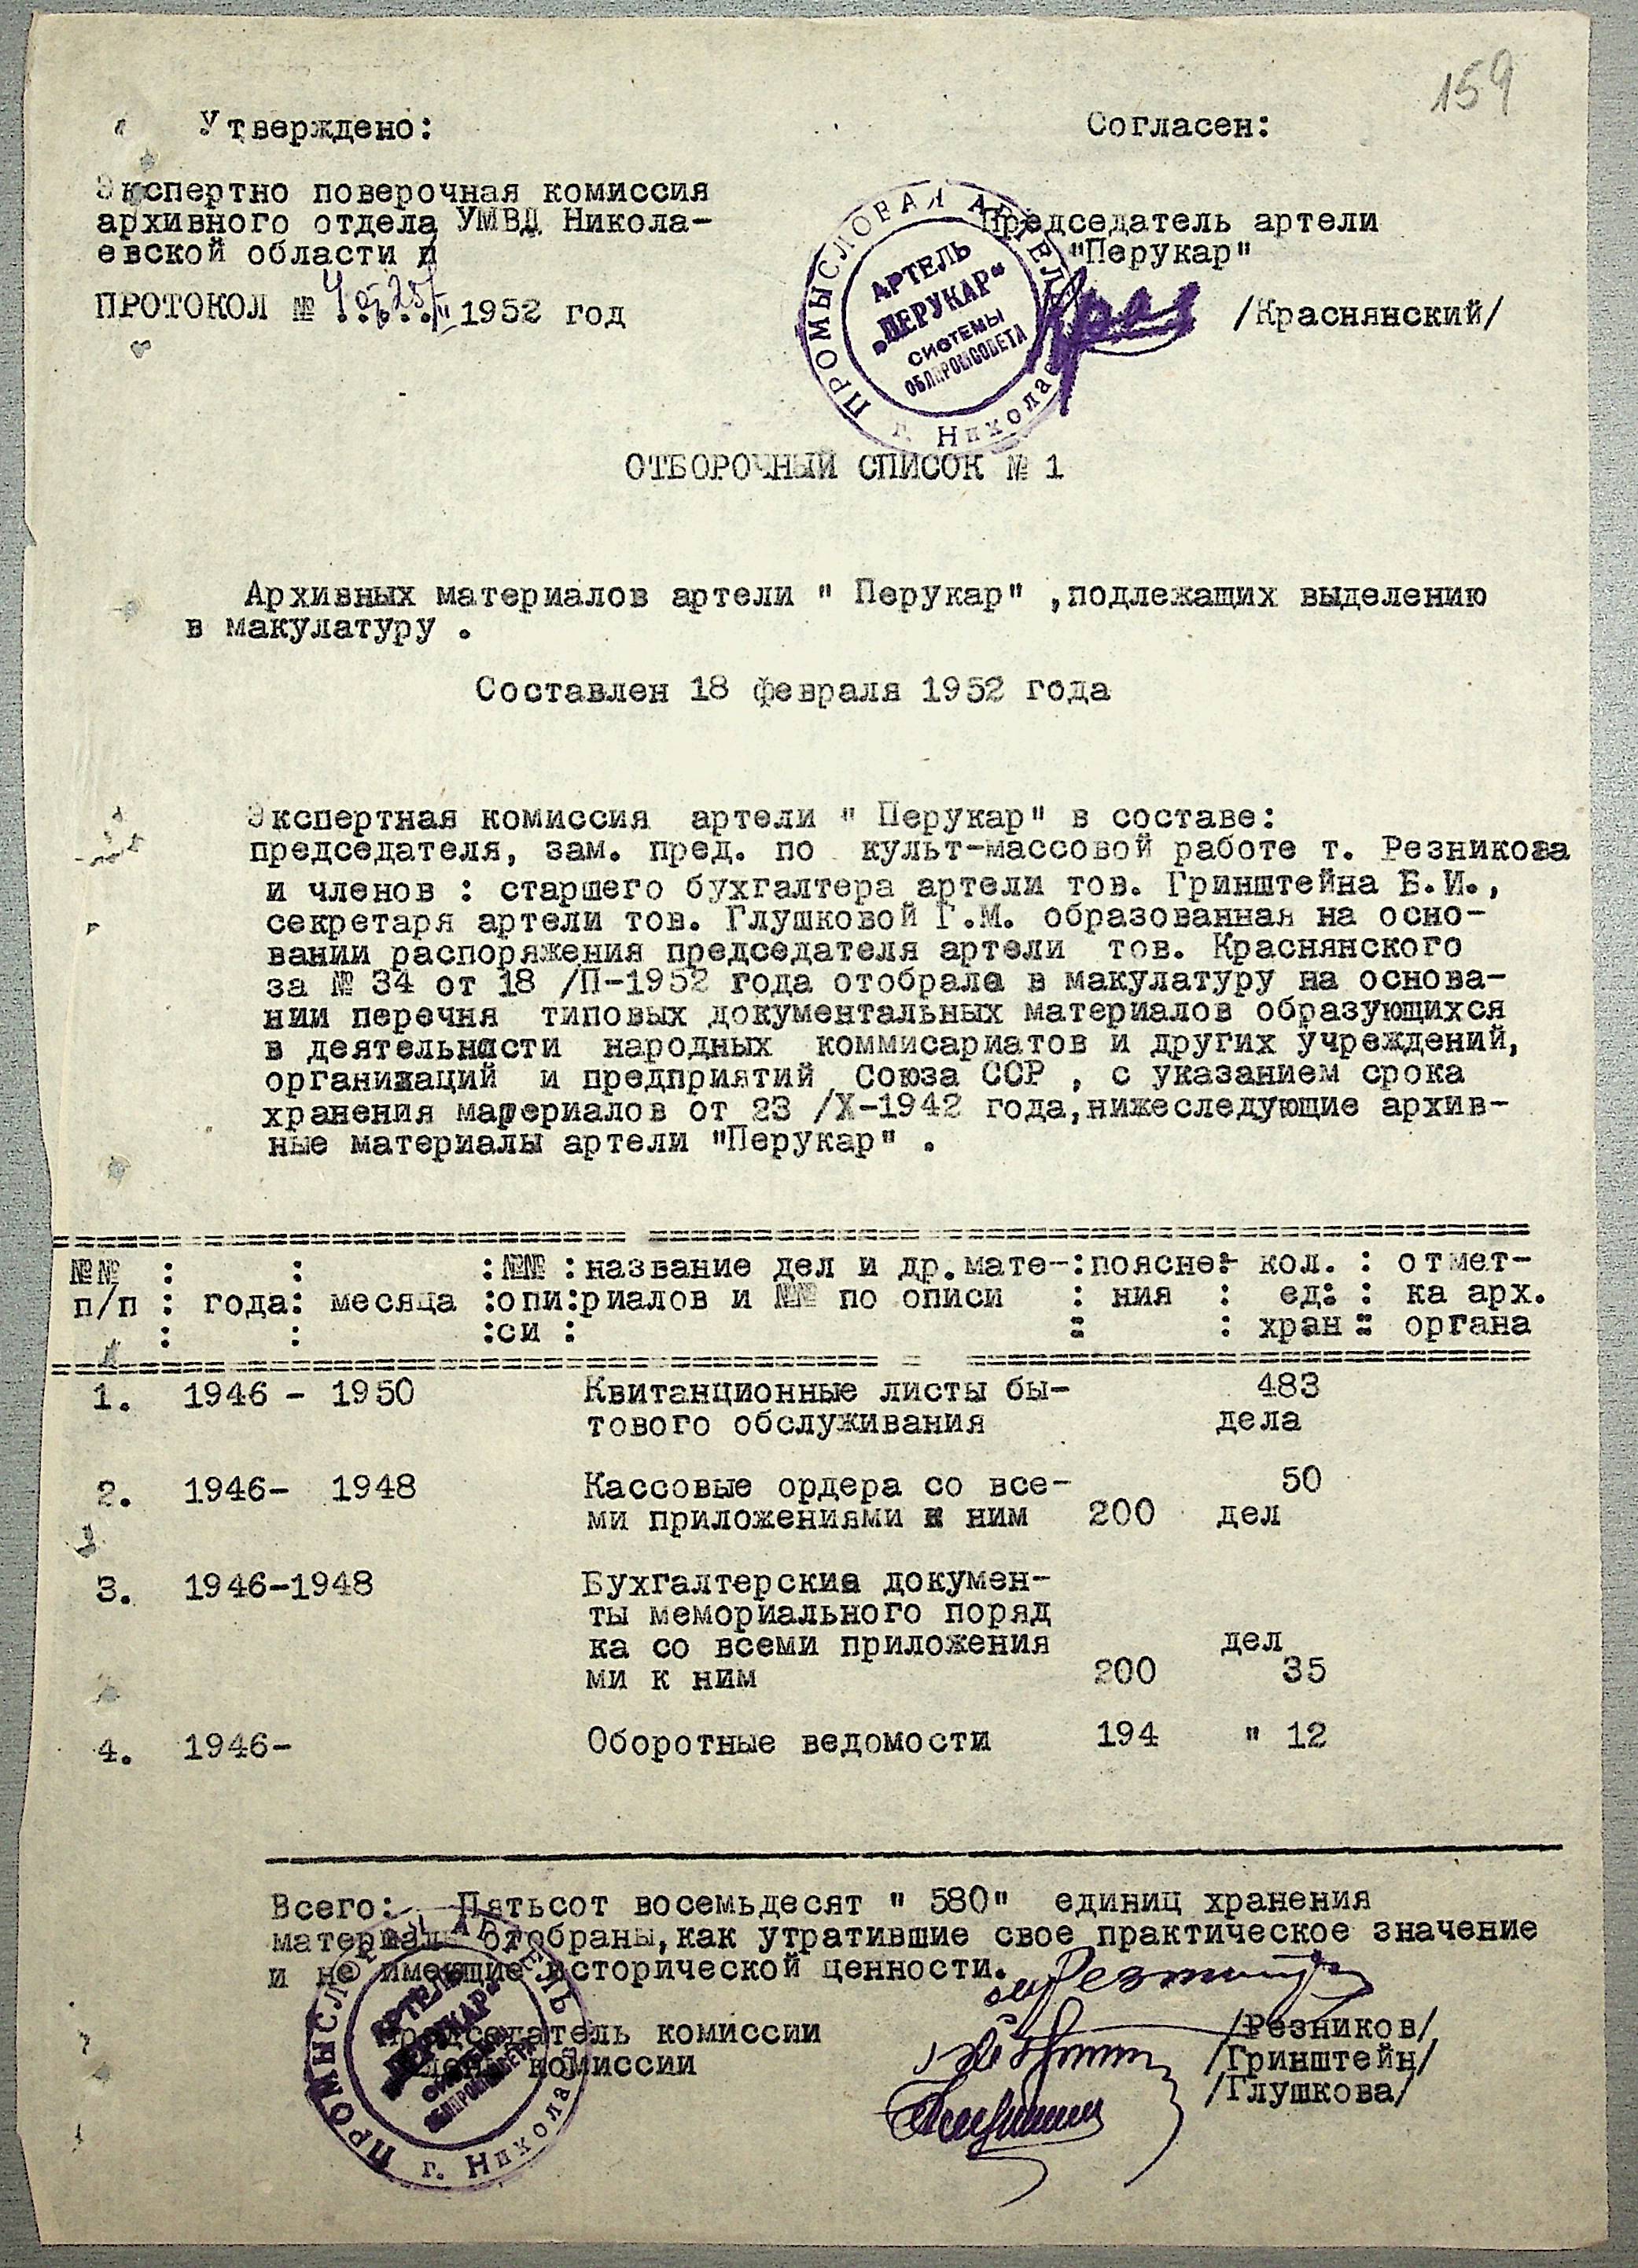 159
Утверждено:
Согласен:
Экспертно поверочная комиссия
архивного отдела УМВД Никола-
евской области
ПРОТОКОЛ № 1952 год
Председатель артели
"Перукар"
/Краснянский/
ПРОМЫСЛОВАЯ АРТЕЛЬ
АРТЕЛЬ
„ПЕРУКАР“
СИСТЕМЫ
ОБЛПРОМСОВЕТА
г. Николае
ОТБОРОЧНЫЙ СПИСОК № 1
Архивных материалов артели " Перукар" ,подлежащих выделению
в макулатуру .
Составлен 18 февраля 1952 года
Экспертная комиссия артели " Перукар" в составе:
председателя, зам. пред. по культ-массовой работе т. Резникова
и членов : старшего бухгалтера артели тов. Гринштейна Б.И.,
секретаря артели тов. Глушковой Г.М. образованная на осно-
вании распоряжения председателя артели тов. Краснянского
за № 34 от 18 /П-1952 года отобрала в макулатуру на основа-
нии перечня типовых документальных материалов образующихся
в деятельности народных коммисариатов и других учреждений,
организаций и предприятий Союза ССР , с указанием срока
хранения материалов от 23 /X-1942 года,нижеследующие архив-
ные материалы артели "Перукар" .
№№ : : :№№ :название дел и др.мате-:поясне- кол. : отмет-
п/п : года: месяца :опи:риалов и №№ по описи : ния : ед: : ка арх.
: : :си : : : хран : органа
1. 1946 - 1950 Квитанционные листы бы- 483
тового обслуживания дела
2. 1946- 1948 Кассовые ордера со все- 50
ми приложениями к ним 200 дел
3. 1946-1948 Бухгалтерские докумен-
ты мемориального поряд
ка со всеми приложения дел
ми к ним 200 35
4. 1946- Оборотные ведомости 194 " 12
Всего: Пятьсот восемьдесят " 580" единиц хранения
материалы отобраны,как утратившие свое практическое значение
и не имеющие исторической ценности.
Председатель комиссии /Резников/
Члены комиссии /Гринштейн/
/Глушкова/
ПРОМЫСЛОВАЯ АРТЕЛЬ
АРТЕЛЬ
„ПЕРУКАР“
СИСТЕМЫ
ОБЛПРОМСОВЕТА
г. Никола